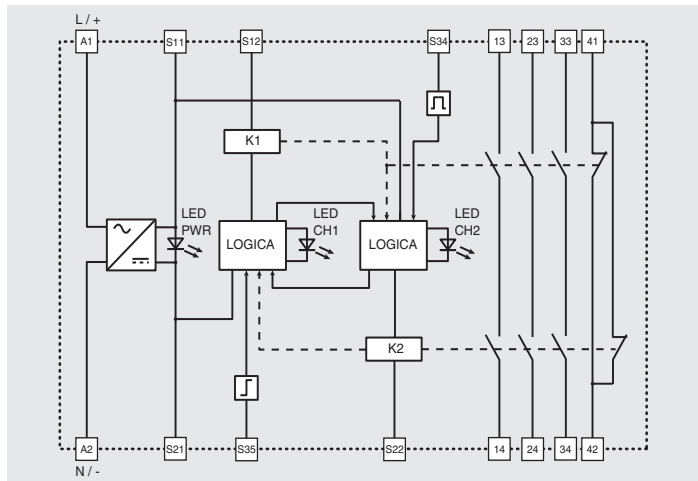 L / +
A1
S11
S12
S34
13
23
33
41
K1
LED
PWR
LOGICA
LED
CH1
LOGICA
LED
CH2
K2
A2
S21
S35
S22
14
24
34
42
N / -